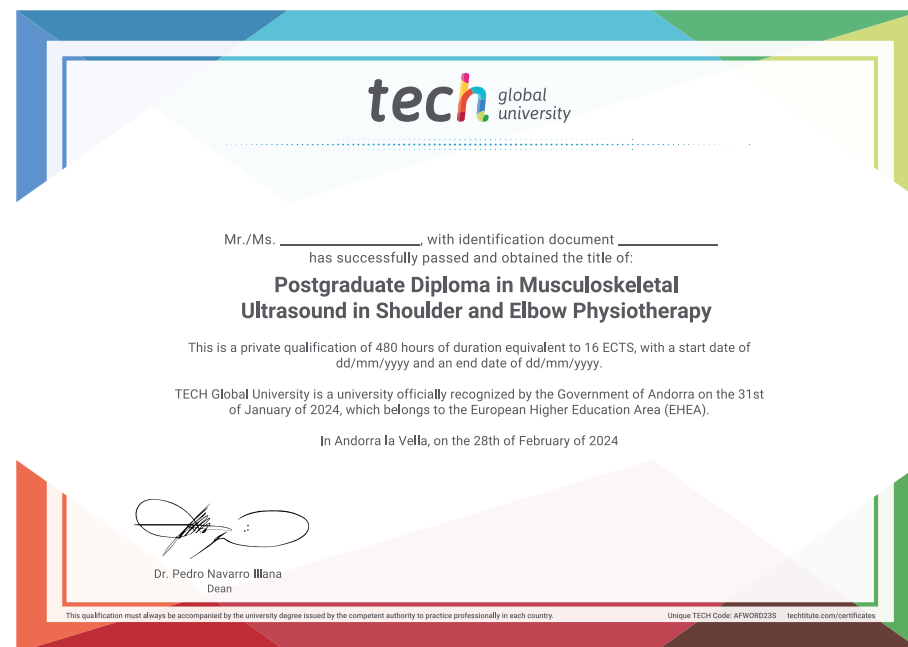 tech global university
Mr./Ms. ____________________, with identification document ______________
has successfully passed and obtained the title of:
Postgraduate Diploma in Musculoskeletal
Ultrasound in Shoulder and Elbow Physiotherapy
This is a private qualification of 480 hours of duration equivalent to 16 ECTS, with a start date of
dd/mm/yyyy and an end date of dd/mm/yyyy.
TECH Global University is a university officially recognized by the Government of Andorra on the 31st
of January of 2024, which belongs to the European Higher Education Area (EHEA).
In Andorra la Vella, on the 28th of February of 2024
Dr. Pedro Navarro Illana
Dean
This qualification must always be accompanied by the university degree issued by the competent authority to practice professionally in each country.
Unique TECH Code: AFWORD23S techtitute.com/certificates